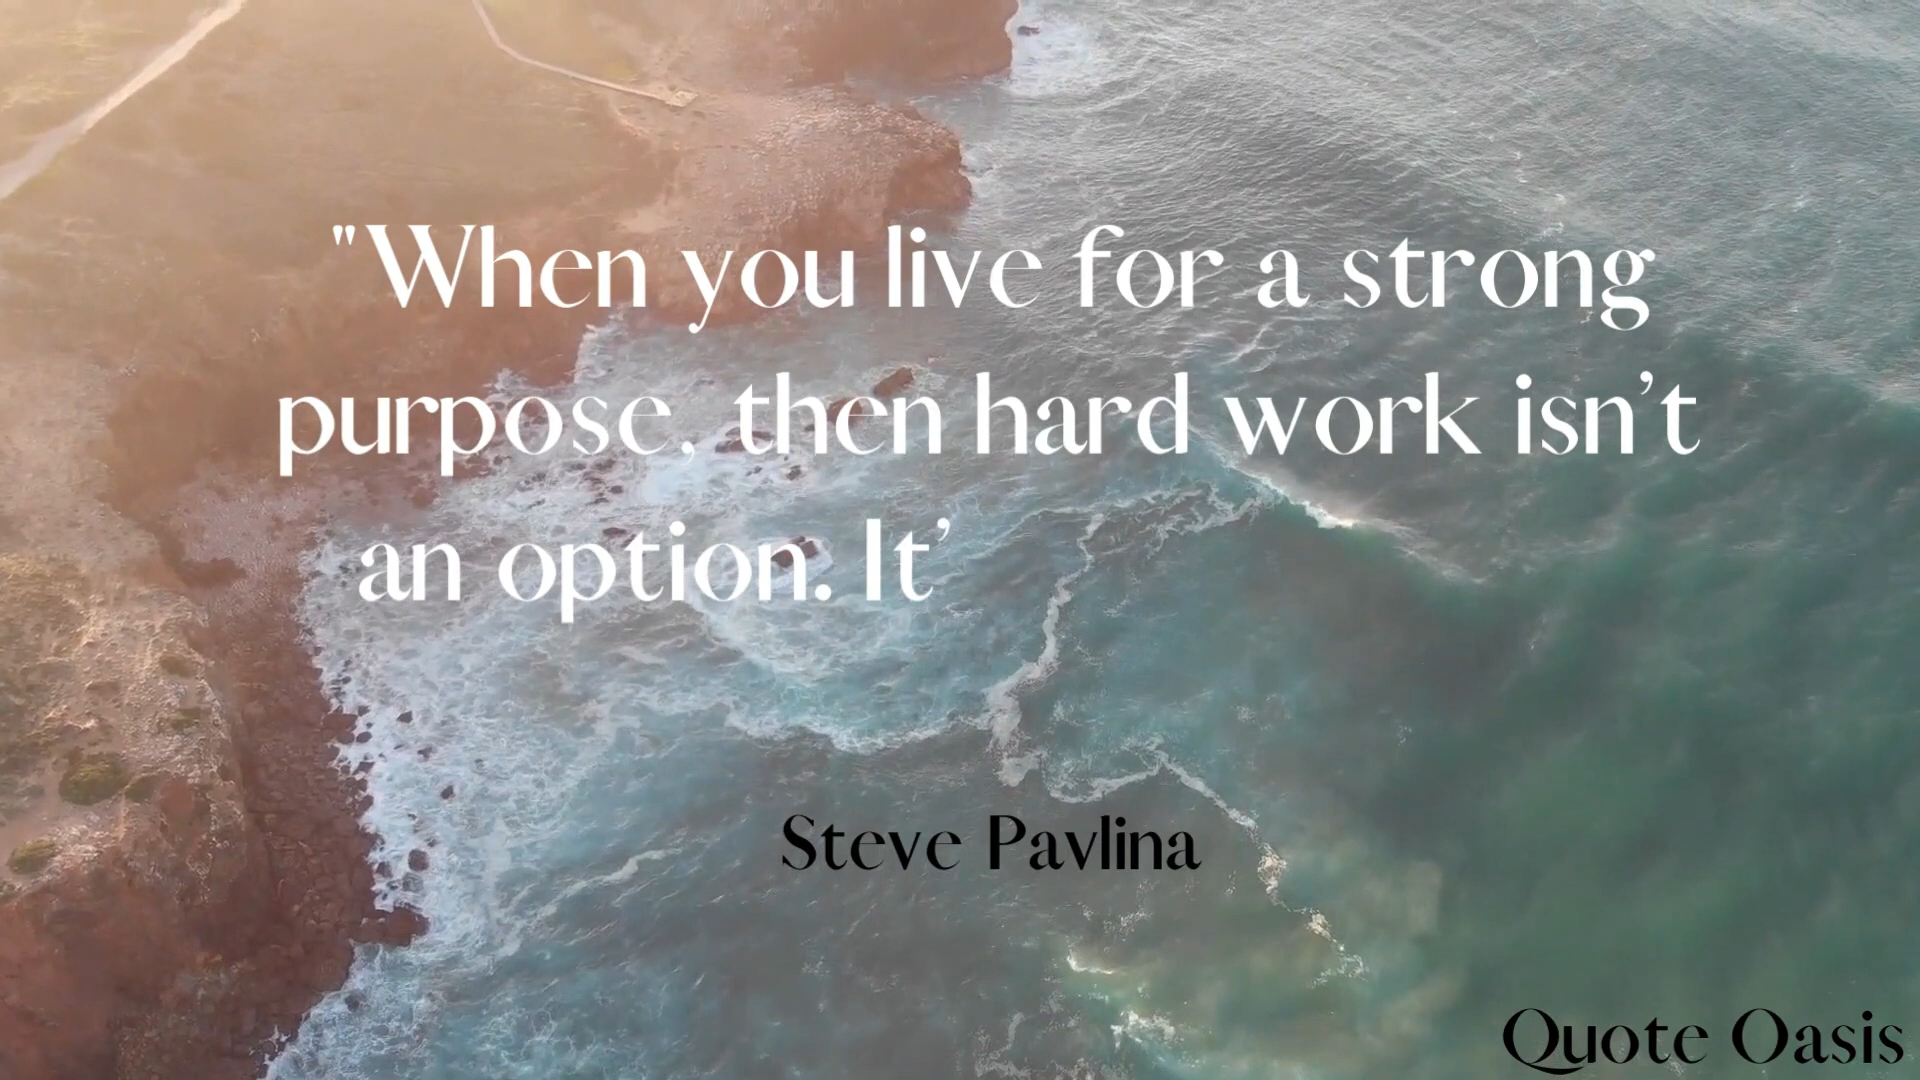 "When you live for a strong
purpose, then hard work isn’t
an option. It’
Steve Pavlina
Quote Oasis